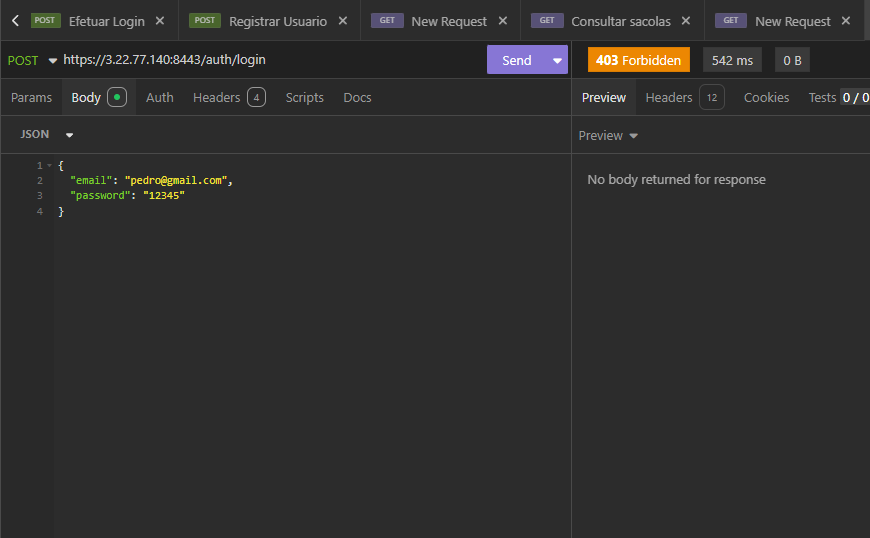 POST Efetuar Login POST Registrar Usuario GET New Request GET Consultar sacolas GET New Request
POST https://3.22.77.140:8443/auth/login Send 403 Forbidden 542 ms 0 B
Params Body Auth Headers 4 Scripts Docs Preview Headers 12 Cookies Tests 0 / 0
JSON Preview
1 {
2 "email": "pedro@gmail.com",
3 "password": "12345"
4 }
No body returned for response